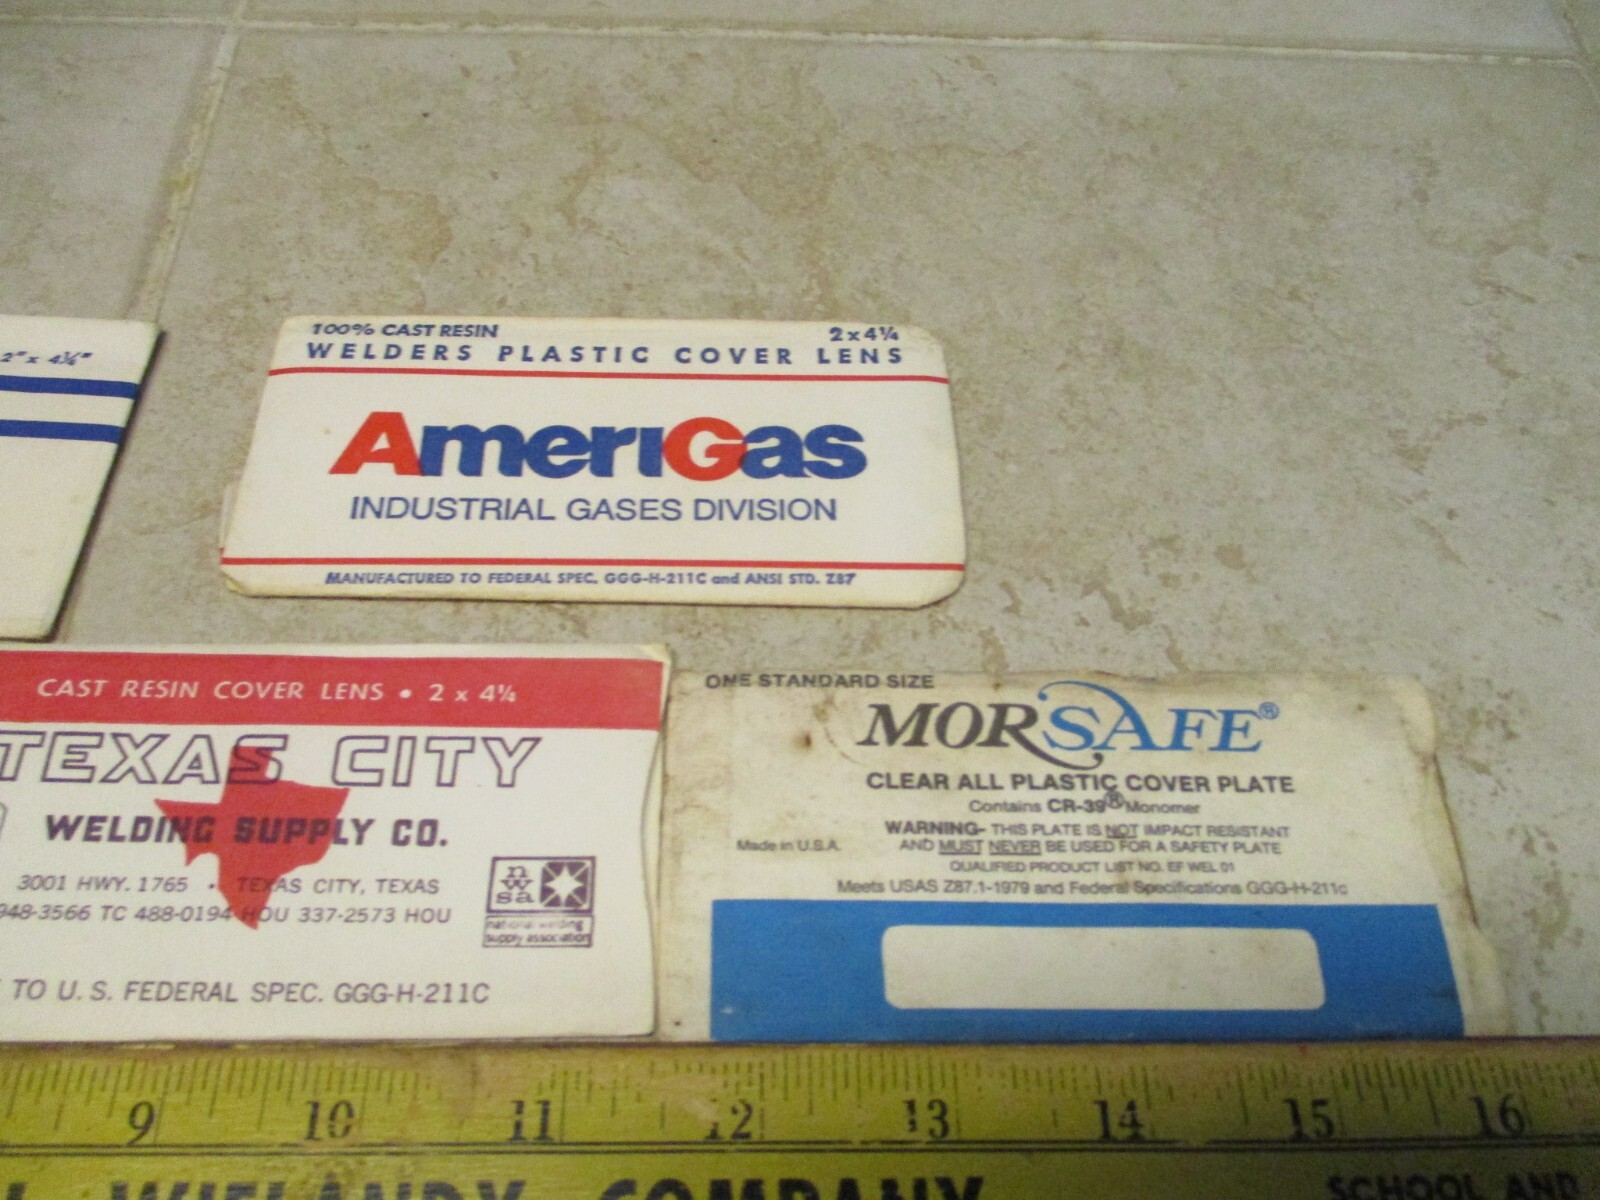 2" x 4¼"
100% CAST RESIN 2 x 4¼
WELDERS PLASTIC COVER LENS
AmeriGas
INDUSTRIAL GASES DIVISION
MANUFACTURED TO FEDERAL SPEC. GGG-H-211C and ANSI STD. Z87
CAST RESIN COVER LENS • 2 x 4¼
TEXAS CITY
WELDING SUPPLY CO.
3001 HWY. 1765 • TEXAS CITY, TEXAS
948-3566 TC 488-0194 HOU 337-2573 HOU
nwsa
national welding
supply association
TO U. S. FEDERAL SPEC. GGG-H-211C
ONE STANDARD SIZE
MORSAFE®
CLEAR ALL PLASTIC COVER PLATE
Contains CR-39® Monomer
WARNING- THIS PLATE IS NOT IMPACT RESISTANT
AND MUST NEVER BE USED FOR A SAFETY PLATE
Made in U.S.A.
QUALIFIED PRODUCT LIST NO. EF WEL 01
Meets USAS Z87.1-1979 and Federal Specifications GGG-H-211c
9 10 11 12 13 14 15 16
WIELANDY COMPANY SCHOOL AND